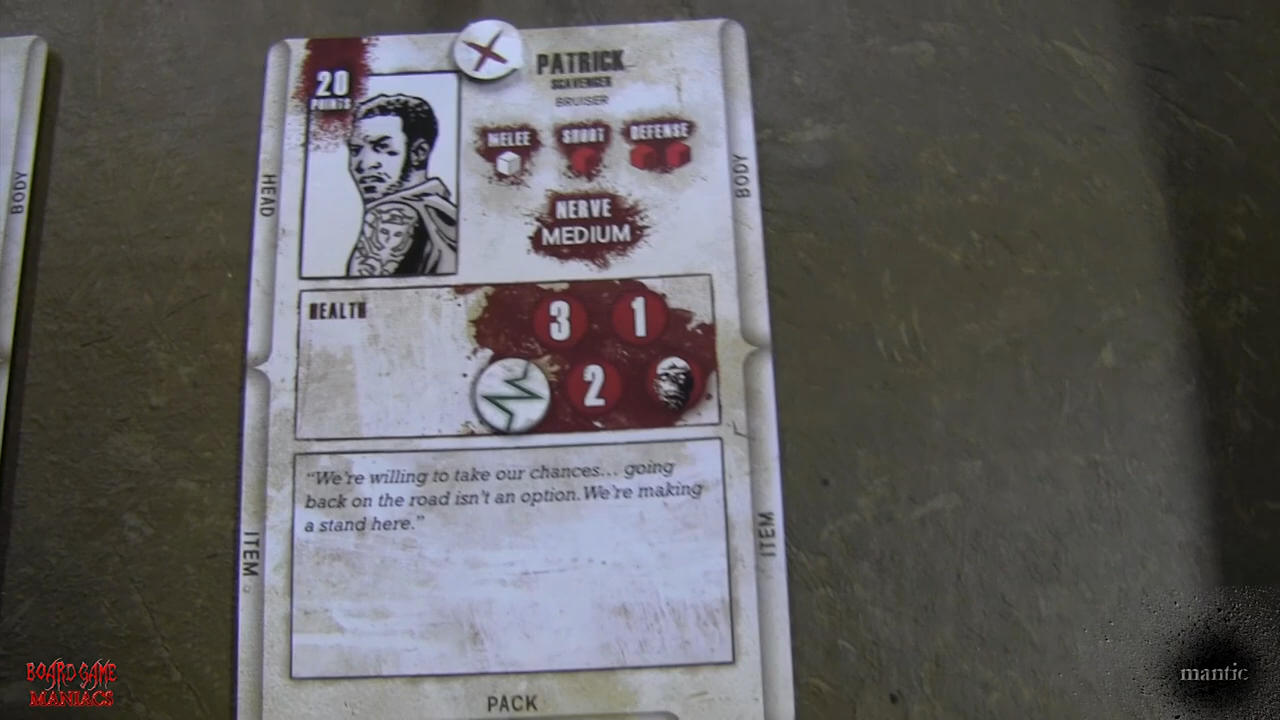 20
POINTS
PATRICK
SCAVENGER
BRUISER
MELEE
SHORT
DEFENSE
NERVE
MEDIUM
HEAD
BODY
BODY
HEALTH
3
1
2
"We're willing to take our chances... going
back on the road isn't an option. We're making
a stand here."
ITEM
ITEM
PACK
BOARD GAME
MANIACS
mantic